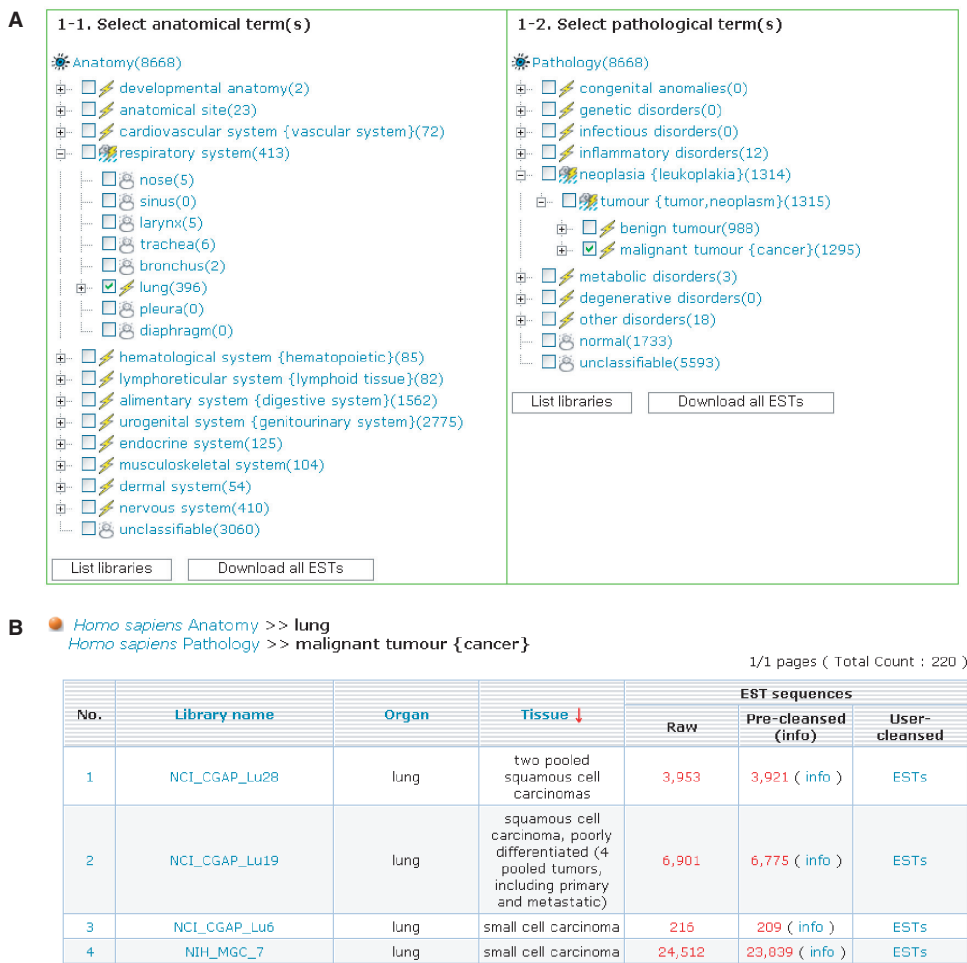 A
1-1. Select anatomical term(s)
Anatomy(8668)
developmental anatomy(2)
anatomical site(23)
cardiovascular system {vascular system}(72)
respiratory system(413)
nose(5)
sinus(0)
larynx(5)
trachea(6)
bronchus(2)
lung(396)
pleura(0)
diaphragm(0)
hematological system {hematopoietic}(85)
lymphoreticular system {lymphoid tissue}(82)
alimentary system {digestive system}(1562)
urogenital system {genitourinary system}(2775)
endocrine system(125)
musculoskeletal system(104)
dermal system(54)
nervous system(410)
unclassifiable(3060)
List libraries Download all ESTs
1-2. Select pathological term(s)
Pathology(8668)
congenital anomalies(0)
genetic disorders(0)
infectious disorders(0)
inflammatory disorders(12)
neoplasia {leukoplakia}(1314)
tumour {tumor,neoplasm}(1315)
benign tumour(988)
malignant tumour {cancer}(1295)
metabolic disorders(3)
degenerative disorders(0)
other disorders(18)
normal(1733)
unclassifiable(5593)
List libraries Download all ESTs
B
Homo sapiens Anatomy >> lung
Homo sapiens Pathology >> malignant tumour {cancer}
1/1 pages ( Total Count : 220 )
No. Library name Organ Tissue ↓ EST sequences
Raw Pre-cleansed (info) User-cleansed
1 NCI_CGAP_Lu28 lung two pooled squamous cell carcinomas 3,953 3,921 ( info ) ESTs
2 NCI_CGAP_Lu19 lung squamous cell carcinoma, poorly differentiated (4 pooled tumors, including primary and metastatic) 6,901 6,775 ( info ) ESTs
3 NCI_CGAP_Lu6 lung small cell carcinoma 216 209 ( info ) ESTs
4 NIH_MGC_7 lung small cell carcinoma 24,512 23,839 ( info ) ESTs